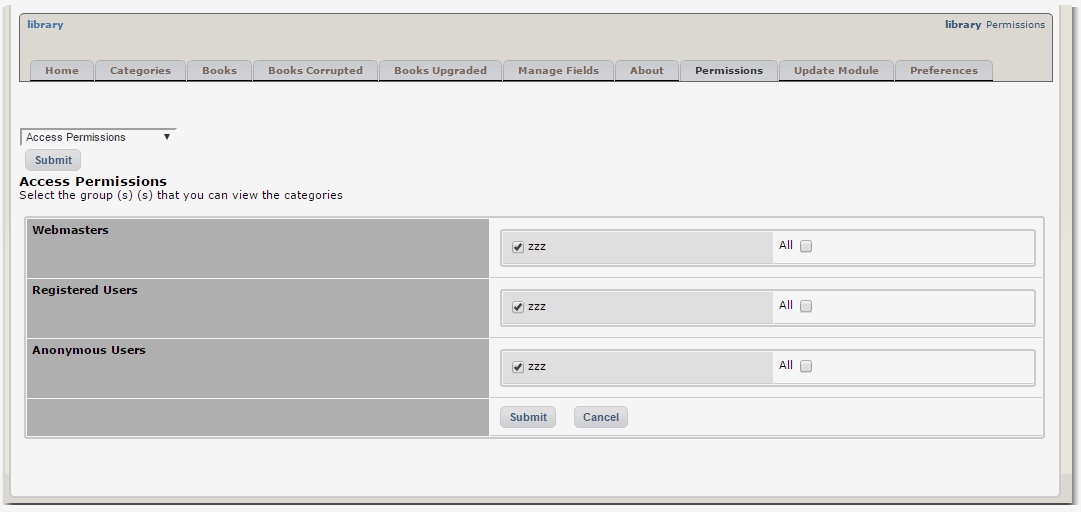 library
library Permissions
Home Categories Books Books Corrupted Books Upgraded Manage Fields About Permissions Update Module Preferences
Access Permissions
Submit
Access Permissions
Select the group (s) (s) that you can view the categories
Webmasters
zzz All
Registered Users
zzz All
Anonymous Users
zzz All
Submit Cancel